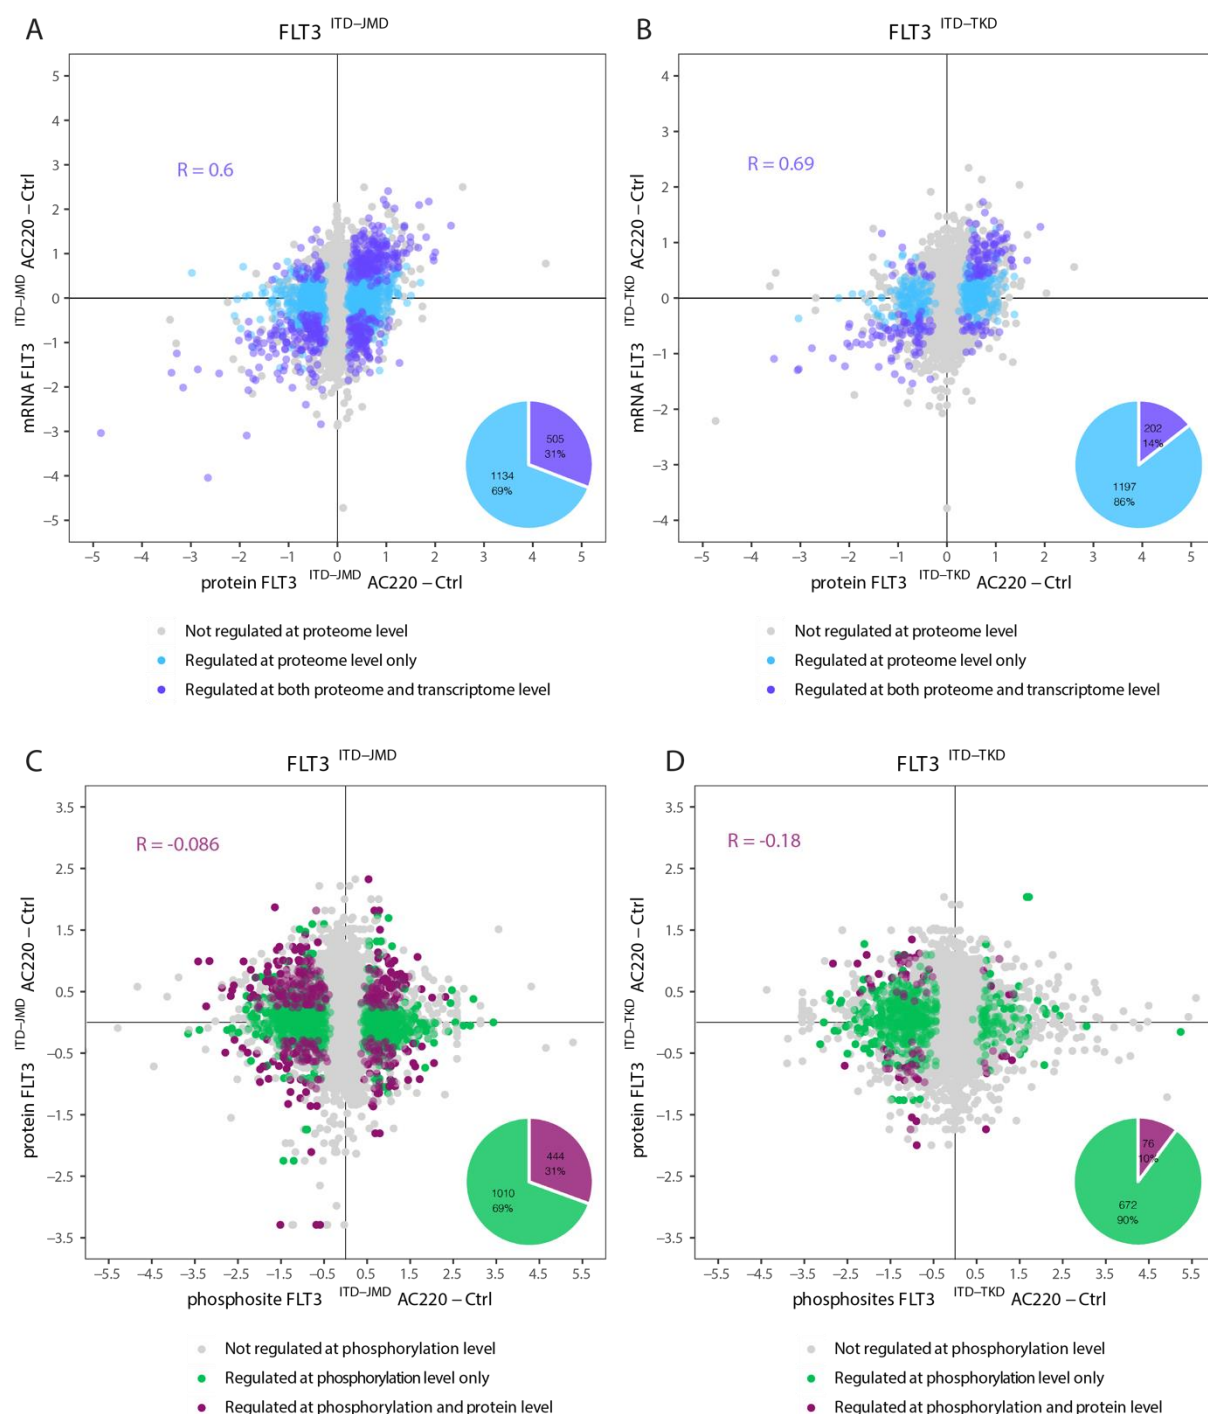 A
FLT3 ITD–JMD
R = 0.6
mRNA FLT3 ITD–JMD AC220 – Ctrl
5
4
3
2
1
0
−1
−2
−3
−4
−5
505
31%
1134
69%
−5 −4 −3 −2 −1 0 1 2 3 4 5
protein FLT3 ITD–JMD AC220 – Ctrl
Not regulated at proteome level
Regulated at proteome level only
Regulated at both proteome and transcriptome level
B
FLT3 ITD–TKD
R = 0.69
mRNA FLT3 ITD–TKD AC220 – Ctrl
4
3
2
1
0
−1
−2
−3
−4
202
14%
1197
86%
−5 −4 −3 −2 −1 0 1 2 3 4 5
protein FLT3 ITD–TKD AC220 – Ctrl
Not regulated at proteome level
Regulated at proteome level only
Regulated at both proteome and transcriptome level
C
FLT3 ITD–JMD
R = -0.086
protein FLT3 ITD–JMD AC220 – Ctrl
3.5
2.5
1.5
0.5
−0.5
−1.5
−2.5
−3.5
444
31%
1010
69%
−5.5 −4.5 −3.5 −2.5 −1.5 −0.5 0.5 1.5 2.5 3.5 4.5 5.5
phosphosite FLT3 ITD–JMD AC220 – Ctrl
Not regulated at phosphorylation level
Regulated at phosphorylation level only
Regulated at phosphorylation and protein level
D
FLT3 ITD–TKD
R = -0.18
protein FLT3 ITD–TKD AC220 – Ctrl
3.5
2.5
1.5
0.5
−0.5
−1.5
−2.5
−3.5
76
10%
672
90%
−5.5 −4.5 −3.5 −2.5 −1.5 −0.5 0.5 1.5 2.5 3.5 4.5 5.5
phosphosites FLT3 ITD–TKD AC220 – Ctrl
Not regulated at phosphorylation level
Regulated at phosphorylation level only
Regulated at phosphorylation and protein level